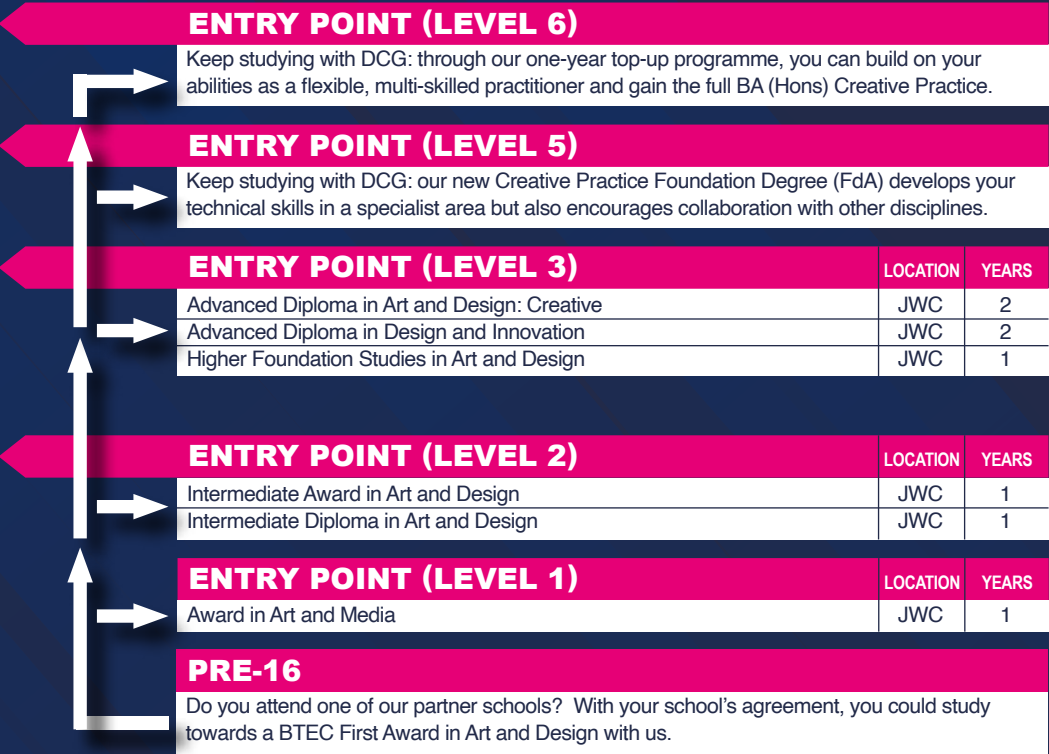 ENTRY POINT (LEVEL 6)
Keep studying with DCG: through our one-year top-up programme, you can build on your
abilities as a flexible, multi-skilled practitioner and gain the full BA (Hons) Creative Practice.
ENTRY POINT (LEVEL 5)
Keep studying with DCG: our new Creative Practice Foundation Degree (FdA) develops your
technical skills in a specialist area but also encourages collaboration with other disciplines.
ENTRY POINT (LEVEL 3) LOCATION YEARS
Advanced Diploma in Art and Design: Creative JWC 2
Advanced Diploma in Design and Innovation JWC 2
Higher Foundation Studies in Art and Design JWC 1
ENTRY POINT (LEVEL 2) LOCATION YEARS
Intermediate Award in Art and Design JWC 1
Intermediate Diploma in Art and Design JWC 1
ENTRY POINT (LEVEL 1) LOCATION YEARS
Award in Art and Media JWC 1
PRE-16
Do you attend one of our partner schools? With your school's agreement, you could study
towards a BTEC First Award in Art and Design with us.